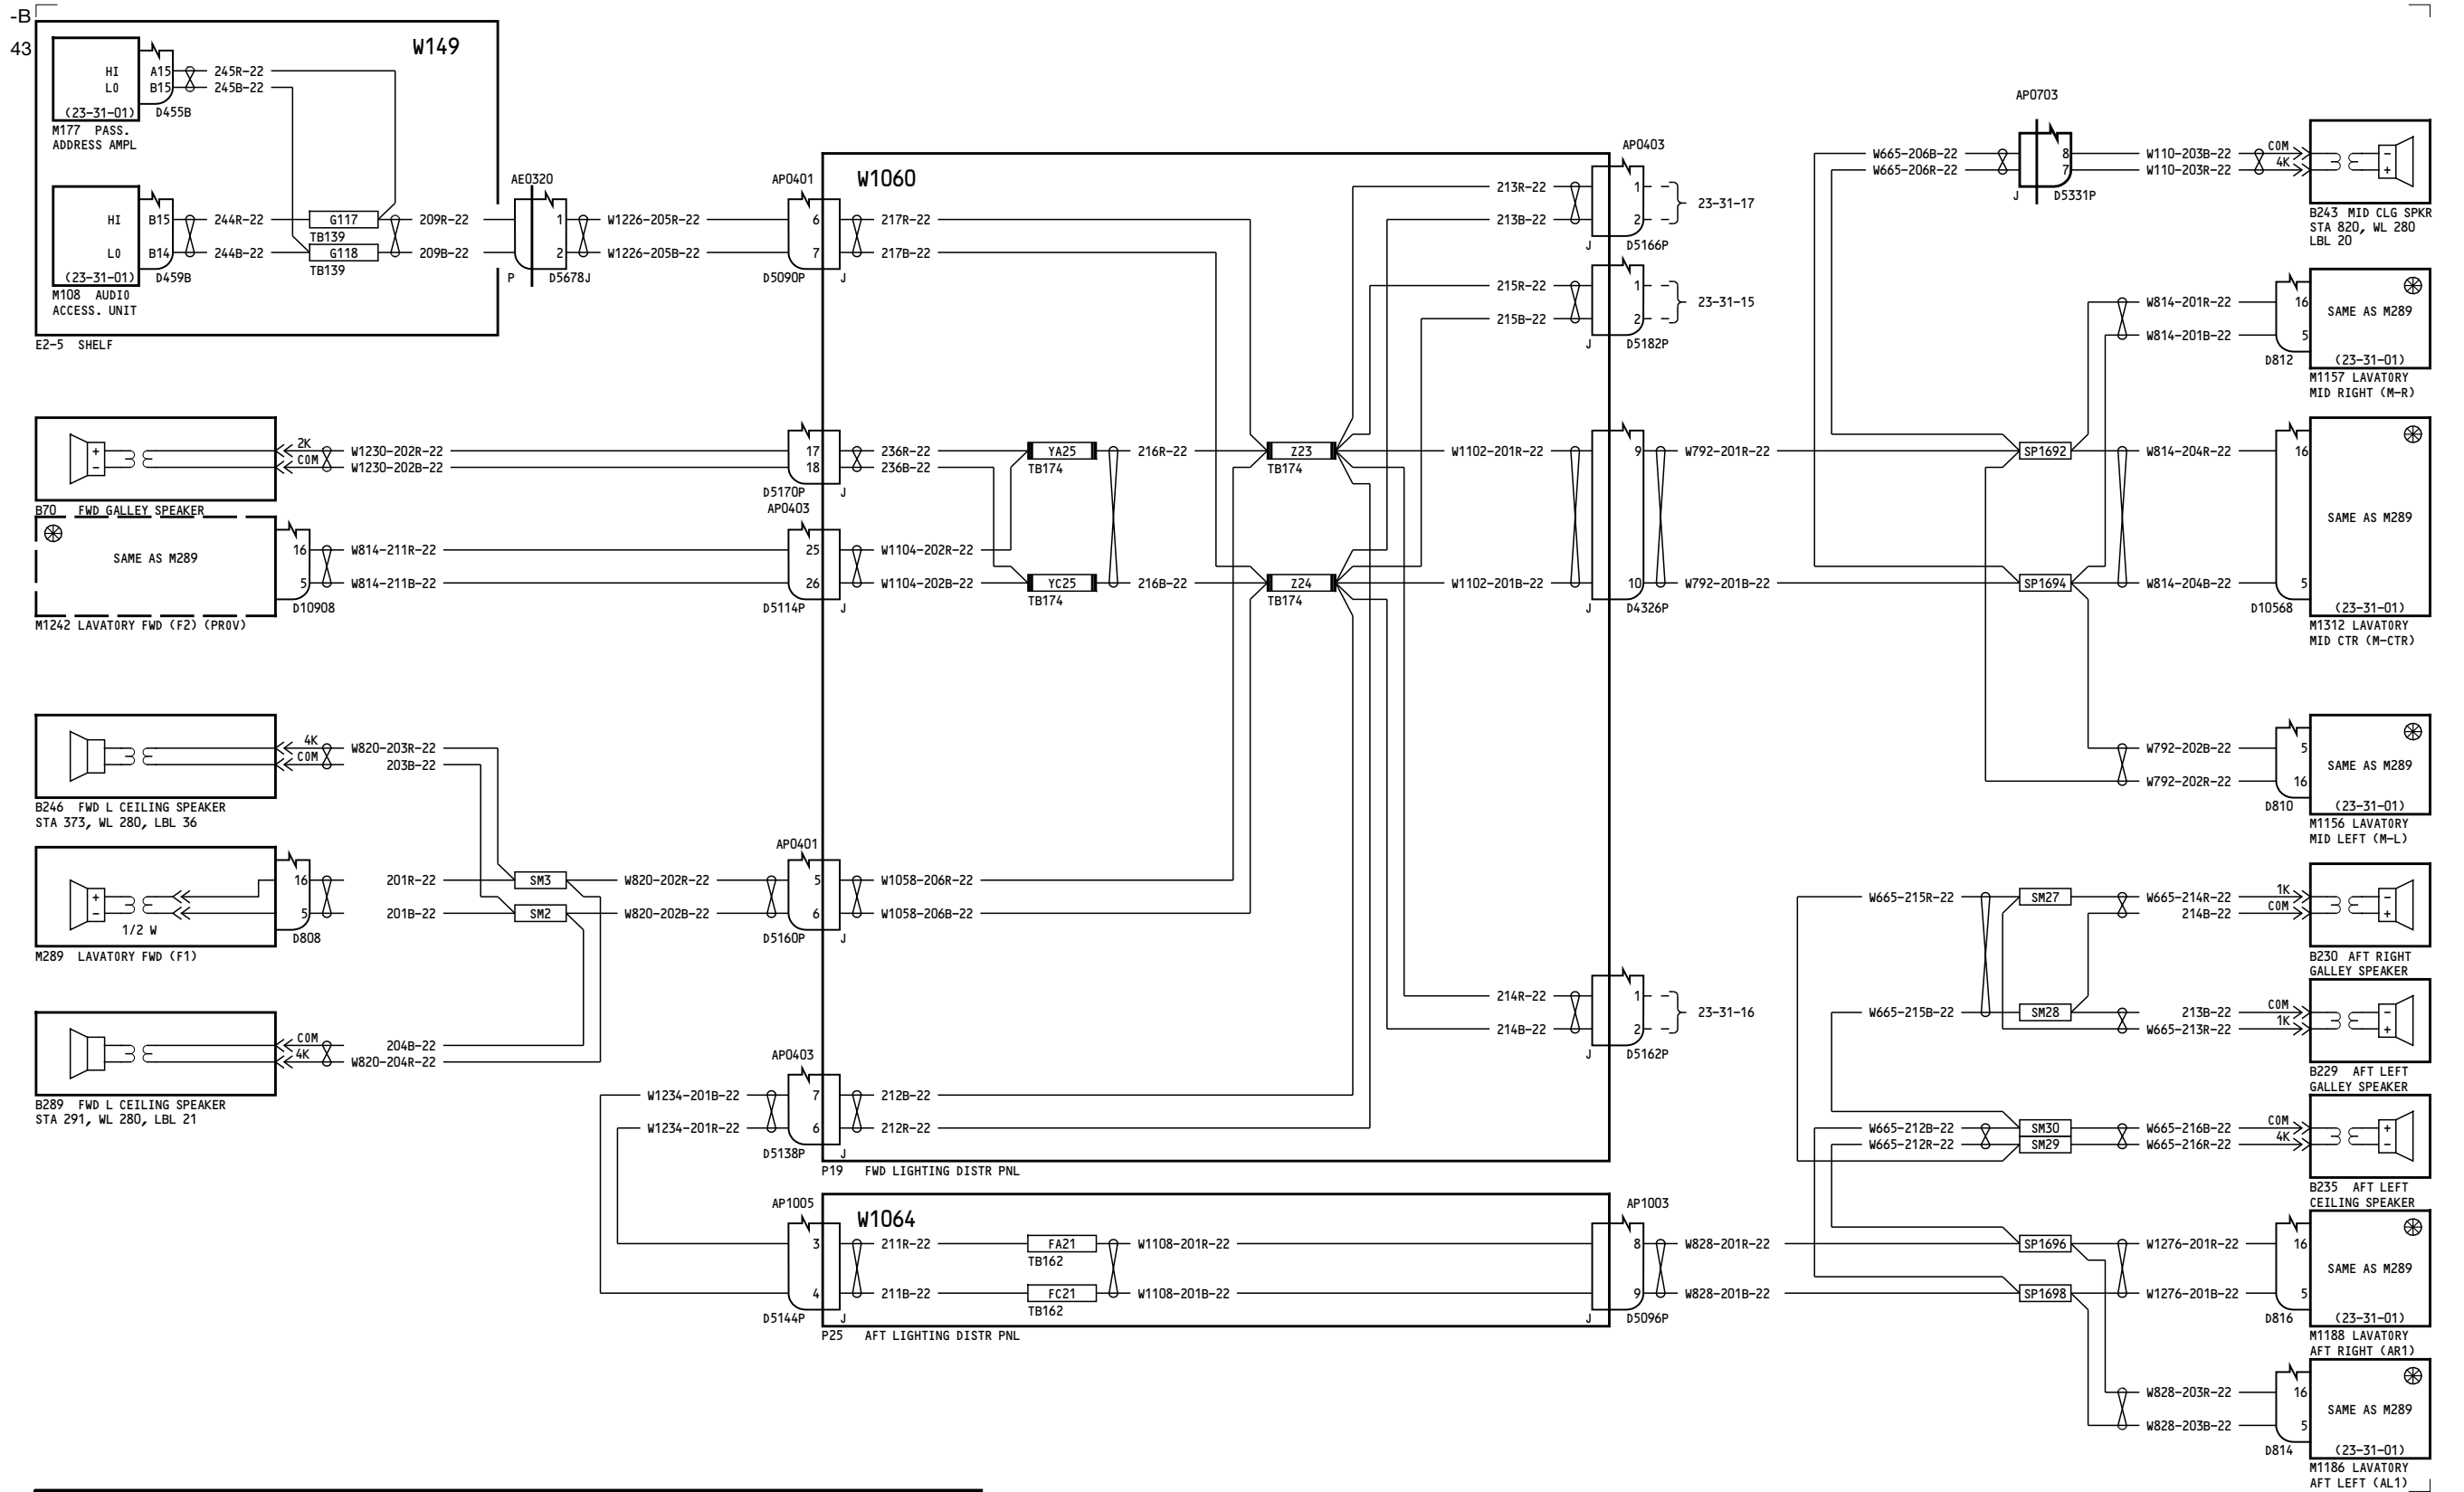 -B
43
W149
HI A15 245R-22
LO B15 245B-22
(23-31-01) D455B
M177 PASS.
ADDRESS AMPL
HI B15 244R-22 G117 209R-22
TB139
LO B14 244B-22 G118 209B-22
TB139
(23-31-01) D459B
M108 AUDIO
ACCESS. UNIT
E2-5 SHELF
AE0320
1 W1226-205R-22
2 W1226-205B-22
P D5678J
AP0401
6 217R-22
7 217B-22
D5090P J
W1060
2K W1230-202R-22 17 236R-22
COM W1230-202B-22 18 236B-22
+
-
D5170P J
B70 FWD GALLEY SPEAKER
AP0403
SAME AS M289
16 W814-211R-22 25 W1104-202R-22
5 W814-211B-22 26 W1104-202B-22
D10908 D5114P J
M1242 LAVATORY FWD (F2) (PROV)
YA25 216R-22 Z23
TB174 TB174
YC25 216B-22 Z24
TB174 TB174
4K W820-203R-22
COM 203B-22
B246 FWD L CEILING SPEAKER
STA 373, WL 280, LBL 36
+
-
1/2 W
16 201R-22 SM3 W820-202R-22
5 201B-22 SM2 W820-202B-22
D808
M289 LAVATORY FWD (F1)
AP0401
5 W1058-206R-22
6 W1058-206B-22
D5160P J
COM 204B-22
4K W820-204R-22
B289 FWD L CEILING SPEAKER
STA 291, WL 280, LBL 21
AP0403
W1234-201B-22 7 212B-22
W1234-201R-22 6 212R-22
D5138P J
P19 FWD LIGHTING DISTR PNL
AP1005
W1064
3 211R-22 FA21 W1108-201R-22
TB162
4 211B-22 FC21 W1108-201B-22
TB162
D5144P J
P25 AFT LIGHTING DISTR PNL
AP0403
213R-22 1
213B-22 2
23-31-17
J D5166P
215R-22 1
215B-22 2
23-31-15
J D5182P
W1102-201R-22 9 W792-201R-22 SP1692
W1102-201B-22 10 W792-201B-22 SP1694
J D4326P
214R-22 1
214B-22 2
23-31-16
J D5162P
AP1003
8 W828-201R-22 SP1696
9 W828-201B-22 SP1698
J D5096P
AP0703
W665-206B-22 8 W110-203B-22 COM -
W665-206R-22 7 W110-203R-22 4K +
J D5331P
B243 MID CLG SPKR
STA 820, WL 280
LBL 20
W814-201R-22 16 SAME AS M289
W814-201B-22 5
D812 (23-31-01)
M1157 LAVATORY
MID RIGHT (M-R)
W814-204R-22 16
SAME AS M289
W814-204B-22 5
D10568 (23-31-01)
M1312 LAVATORY
MID CTR (M-CTR)
W792-202B-22 5
SAME AS M289
W792-202R-22 16
D810 (23-31-01)
M1156 LAVATORY
MID LEFT (M-L)
W665-215R-22 SM27 W665-214R-22 1K -
214B-22 COM +
B230 AFT RIGHT
GALLEY SPEAKER
W665-215B-22 SM28 213B-22 COM -
W665-213R-22 1K +
B229 AFT LEFT
GALLEY SPEAKER
W665-212B-22 SM30 W665-216B-22 COM +
W665-212R-22 SM29 W665-216R-22 4K -
B235 AFT LEFT
CEILING SPEAKER
W1276-201R-22 16
SAME AS M289
W1276-201B-22 5
D816 (23-31-01)
M1188 LAVATORY
AFT RIGHT (AR1)
W828-203R-22 16
SAME AS M289
W828-203B-22 5
D814 (23-31-01)
M1186 LAVATORY
AFT LEFT (AL1)